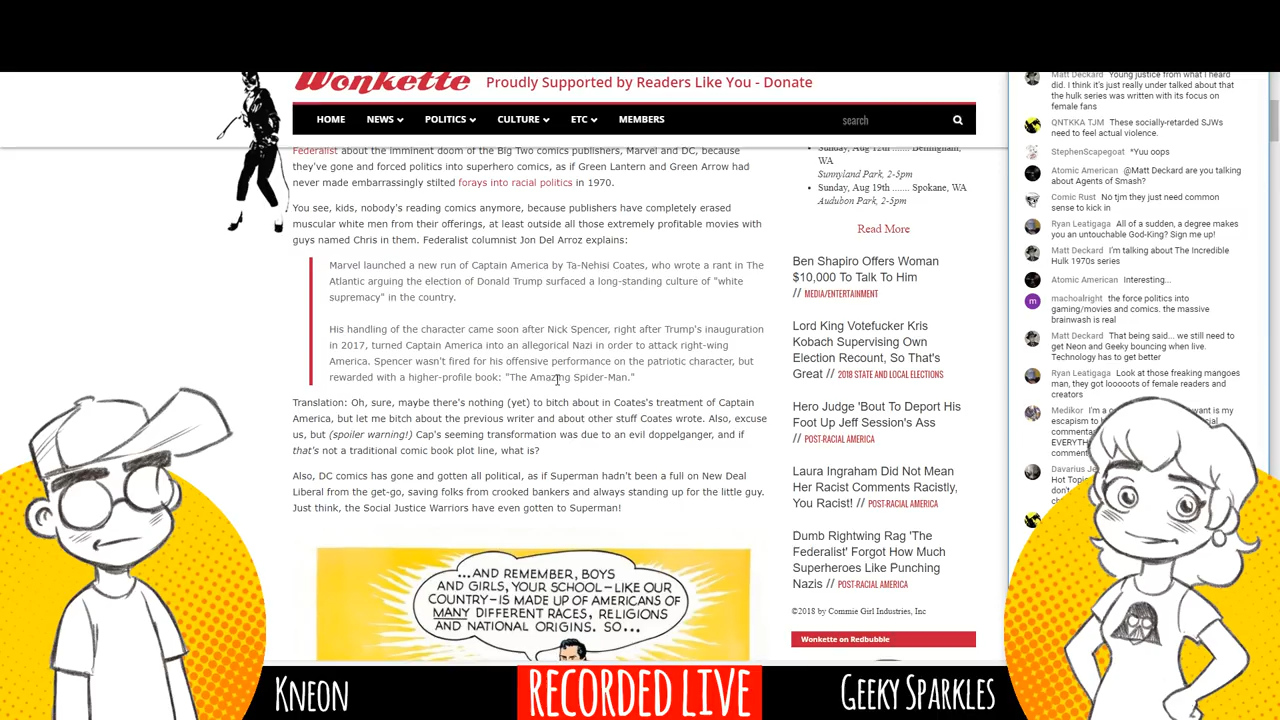 Wonkette
Proudly Supported by Readers Like You - Donate
HOME NEWS POLITICS CULTURE ETC MEMBERS search
Federalist about the imminent doom of the Big Two comics publishers, Marvel and DC, because
they've gone and forced politics into superhero comics, as if Green Lantern and Green Arrow had
never made embarrassingly stilted forays into racial politics in 1970.
You see, kids, nobody's reading comics anymore, because publishers have completely erased
muscular white men from their offerings, at least outside all those extremely profitable movies with
guys named Chris in them. Federalist columnist Jon Del Arroz explains:
Marvel launched a new run of Captain America by Ta-Nehisi Coates, who wrote a rant in The
Atlantic arguing the election of Donald Trump surfaced a long-standing culture of "white
supremacy" in the country.
His handling of the character came soon after Nick Spencer, right after Trump's inauguration
in 2017, turned Captain America into an allegorical Nazi in order to attack right-wing
America. Spencer wasn't fired for his offensive performance on the patriotic character, but
rewarded with a higher-profile book: "The Amazing Spider-Man."
Translation: Oh, sure, maybe there's nothing (yet) to bitch about in Coates's treatment of Captain
America, but let me bitch about the previous writer and about other stuff Coates wrote. Also, excuse
us, but (spoiler warning!) Cap's seeming transformation was due to an evil doppelganger, and if
that's not a traditional comic book plot line, what is?
Also, DC comics has gone and gotten all political, as if Superman hadn't been a full on New Deal
Liberal from the get-go, saving folks from crooked bankers and always standing up for the little guy.
Just think, the Social Justice Warriors have even gotten to Superman!
...AND REMEMBER, BOYS
AND GIRLS, YOUR SCHOOL–LIKE OUR
COUNTRY–IS MADE UP OF AMERICANS OF
MANY DIFFERENT RACES, RELIGIONS
AND NATIONAL ORIGINS. SO...
Sunday, Aug 12th ....... Bellingham,
WA
Sunnyland Park, 2-5pm
Sunday, Aug 19th ....... Spokane, WA
Audubon Park, 2-5pm
Read More
Ben Shapiro Offers Woman
$10,000 To Talk To Him
// MEDIA/ENTERTAINMENT
Lord King Votefucker Kris
Kobach Supervising Own
Election Recount, So That's
Great // 2018 STATE AND LOCAL ELECTIONS
Hero Judge 'Bout To Deport His
Foot Up Jeff Session's Ass
// POST-RACIAL AMERICA
Laura Ingraham Did Not Mean
Her Racist Comments Racistly,
You Racist! // POST-RACIAL AMERICA
Dumb Rightwing Rag 'The
Federalist' Forgot How Much
Superheroes Like Punching
Nazis // POST-RACIAL AMERICA
©2018 by Commie Girl Industries, Inc
Wonkette on Redbubble
Matt Deckard Young justice from what I heard
did. I think it's just really under talked about that
the hulk series was written with its focus on
female fans
QNTKKA TJM These socially-retarded SJWs
need to feel actual violence.
StephenScapegoat *Yuu oops
Atomic American @Matt Deckard are you talking
about Agents of Smash?
Comic Rust No tjm they just need common
sense to kick in
Ryan Leatigaga All of a sudden, a degree makes
you an untouchable God-King? Sign me up!
Matt Deckard I'm talking about The Incredible
Hulk 1970s series
Atomic American Interesting...
m
machoalright the force politics into
gaming/movies and comics. the massive
brainwash is real
Matt Deckard That being said... we still need to
get Neon and Geeky bouncing when live.
Technology has to get better
Ryan Leatigaga Look at those freaking mangoes
man, they got looooots of female readers and
creators
Medikor I'm a want is my
escapism to
commenta
EVERYTH
comment
Davarius Je
Hot Topic
don't
KNEON
RECORDED LIVE
GEEKY SPARKLES